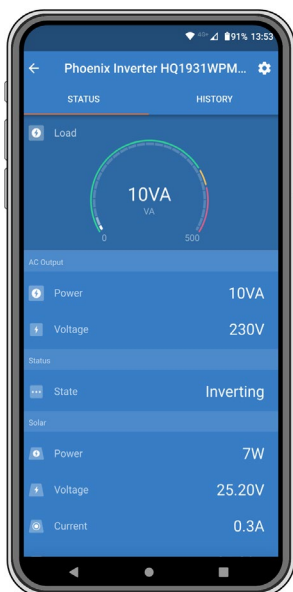 4G+ 91% 13:53
Phoenix Inverter HQ1931WPM...
STATUS HISTORY
Load
10VA
VA
0 500
AC Output
Power 10VA
Voltage 230V
Status
State Inverting
Solar
Power 7W
Voltage 25.20V
Current 0.3A